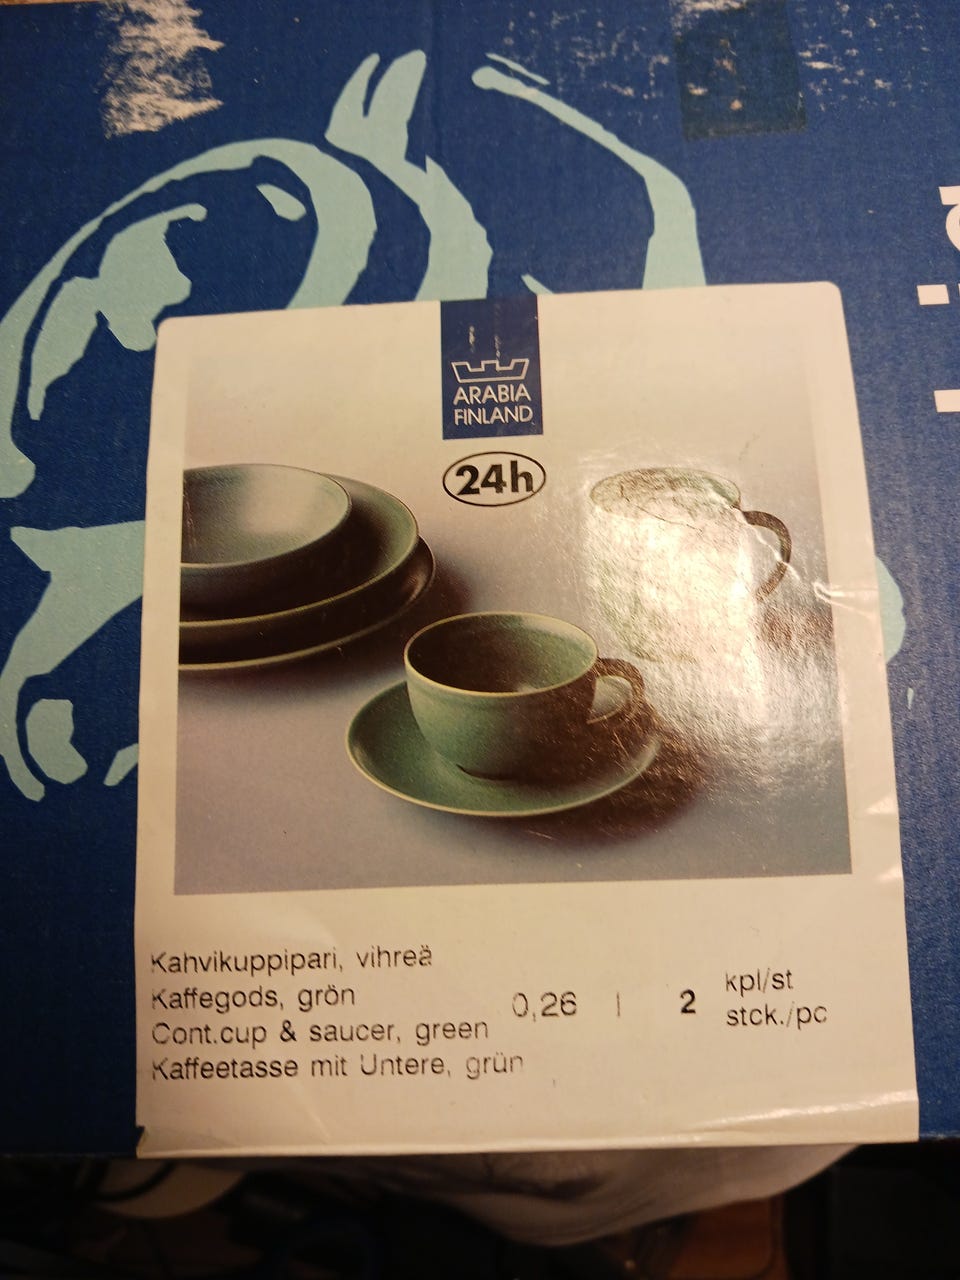 ARABIA
FINLAND
24h
Kahvikuppipari, vihreä
Kaffegods, grön
Cont.cup & saucer, green
Kaffeetasse mit Untere, grün
0,26 l
2
kpl/st
stck./pc